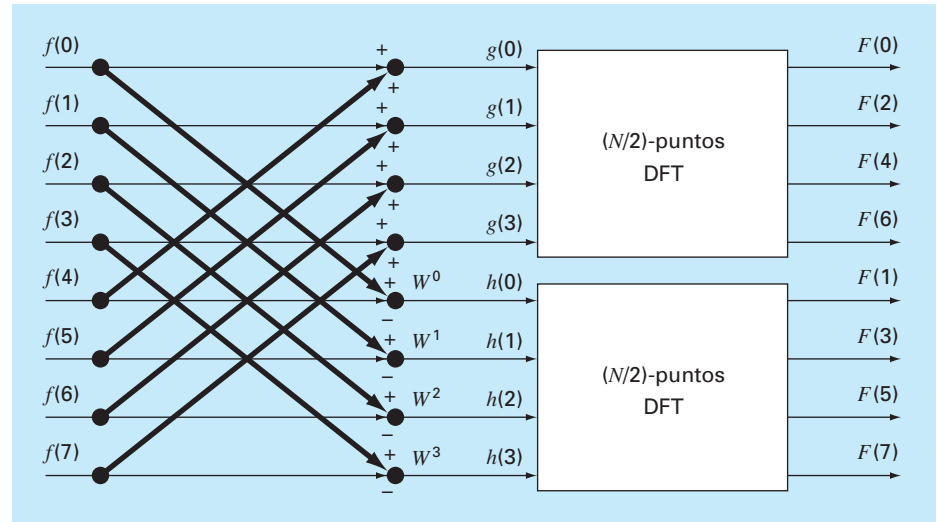 f(0) + g(0) F(0)
+
f(1) + g(1) F(2)
+
(N/2)-puntos
DFT
f(2) + g(2) F(4)
+
f(3) + g(3) F(6)
+
f(4) + W⁰ h(0) F(1)
−
f(5) + W¹ h(1) F(3)
−
(N/2)-puntos
DFT
f(6) + W² h(2) F(5)
−
f(7) + W³ h(3) F(7)
−